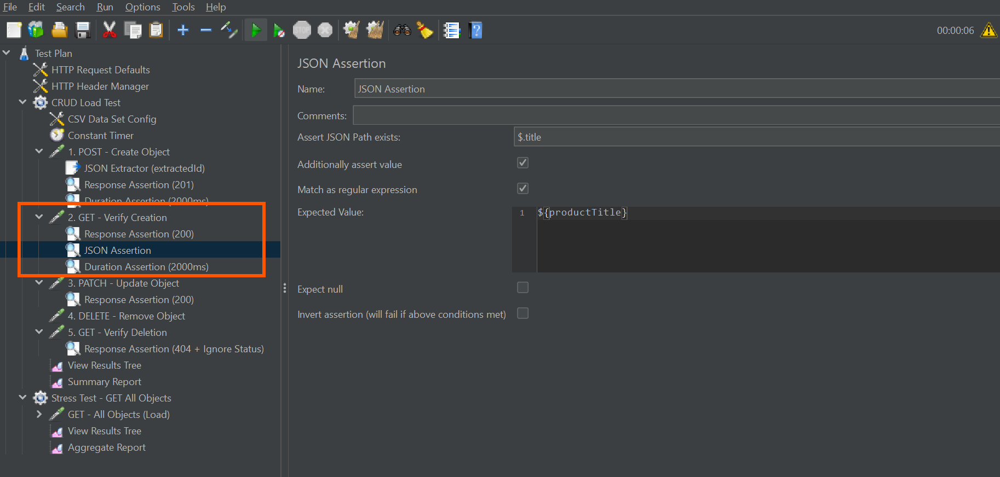 File Edit Search Run Options Tools Help
STOP
00:00:06
Test Plan
HTTP Request Defaults
HTTP Header Manager
CRUD Load Test
CSV Data Set Config
Constant Timer
1. POST - Create Object
JSON Extractor (extractedId)
Response Assertion (201)
Duration Assertion (2000ms)
2. GET - Verify Creation
Response Assertion (200)
JSON Assertion
Duration Assertion (2000ms)
3. PATCH - Update Object
Response Assertion (200)
4. DELETE - Remove Object
5. GET - Verify Deletion
Response Assertion (404 + Ignore Status)
View Results Tree
Summary Report
Stress Test - GET All Objects
GET - All Objects (Load)
View Results Tree
Aggregate Report
JSON Assertion
Name: JSON Assertion
Comments:
Assert JSON Path exists: $.title
Additionally assert value
Match as regular expression
Expected Value: 1 ${productTitle}
Expect null
Invert assertion (will fail if above conditions met)